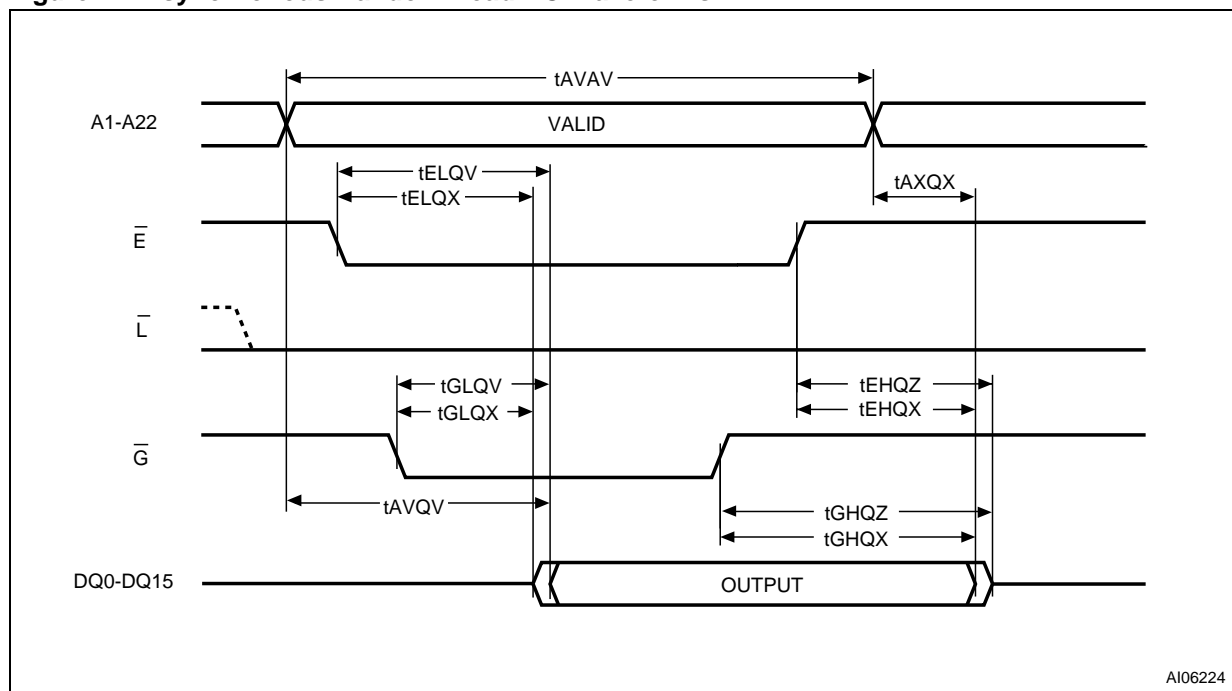 tAVAV
A1-A22
VALID
tELQV
tAXQX
tELQX
E̅
L̅
tGLQV
tEHQZ
tGLQX
tEHQX
G̅
tAVQV
tGHQZ
tGHQX
DQ0-DQ15
OUTPUT
AI06224